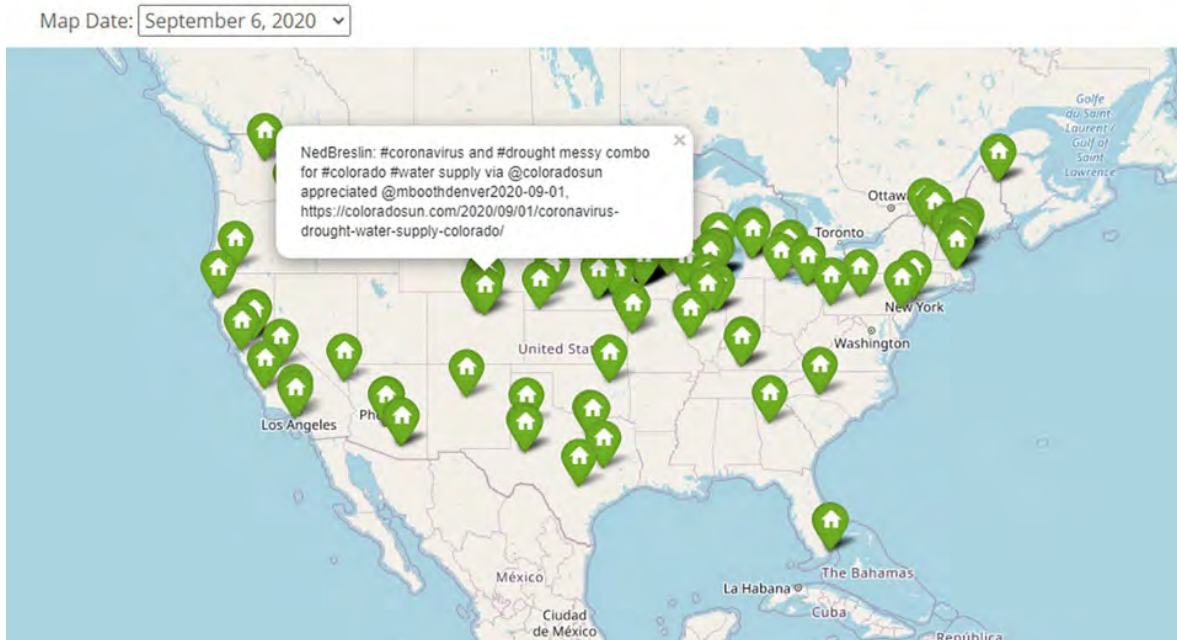 Map Date: September 6, 2020
NedBreslin: #coronavirus and #drought messy combo
for #colorado #water supply via @coloradosun
appreciated @mboothdenver2020-09-01,
https://coloradosun.com/2020/09/01/coronavirus-
drought-water-supply-colorado/
×
Golfe
du Saint-
Laurent /
Gulf of
Saint
Lawrence
Ottawa
Toronto
New York
Washington
United Sta
Los Angeles
Ph
México
Ciudad
de México
La Habana
The Bahamas
Cuba
República